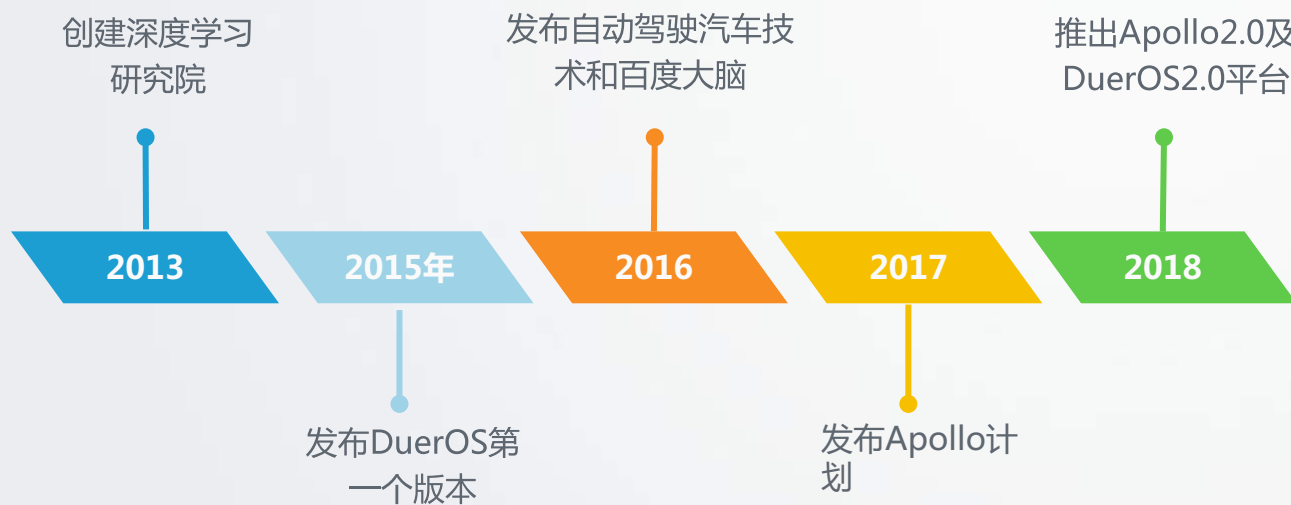 创建深度学习
研究院
发布自动驾驶汽车技
术和百度大脑
推出Apollo2.0及
DuerOS2.0平台
2013
2015年
2016
2017
2018
发布DuerOS第
一个版本
发布Apollo计
划